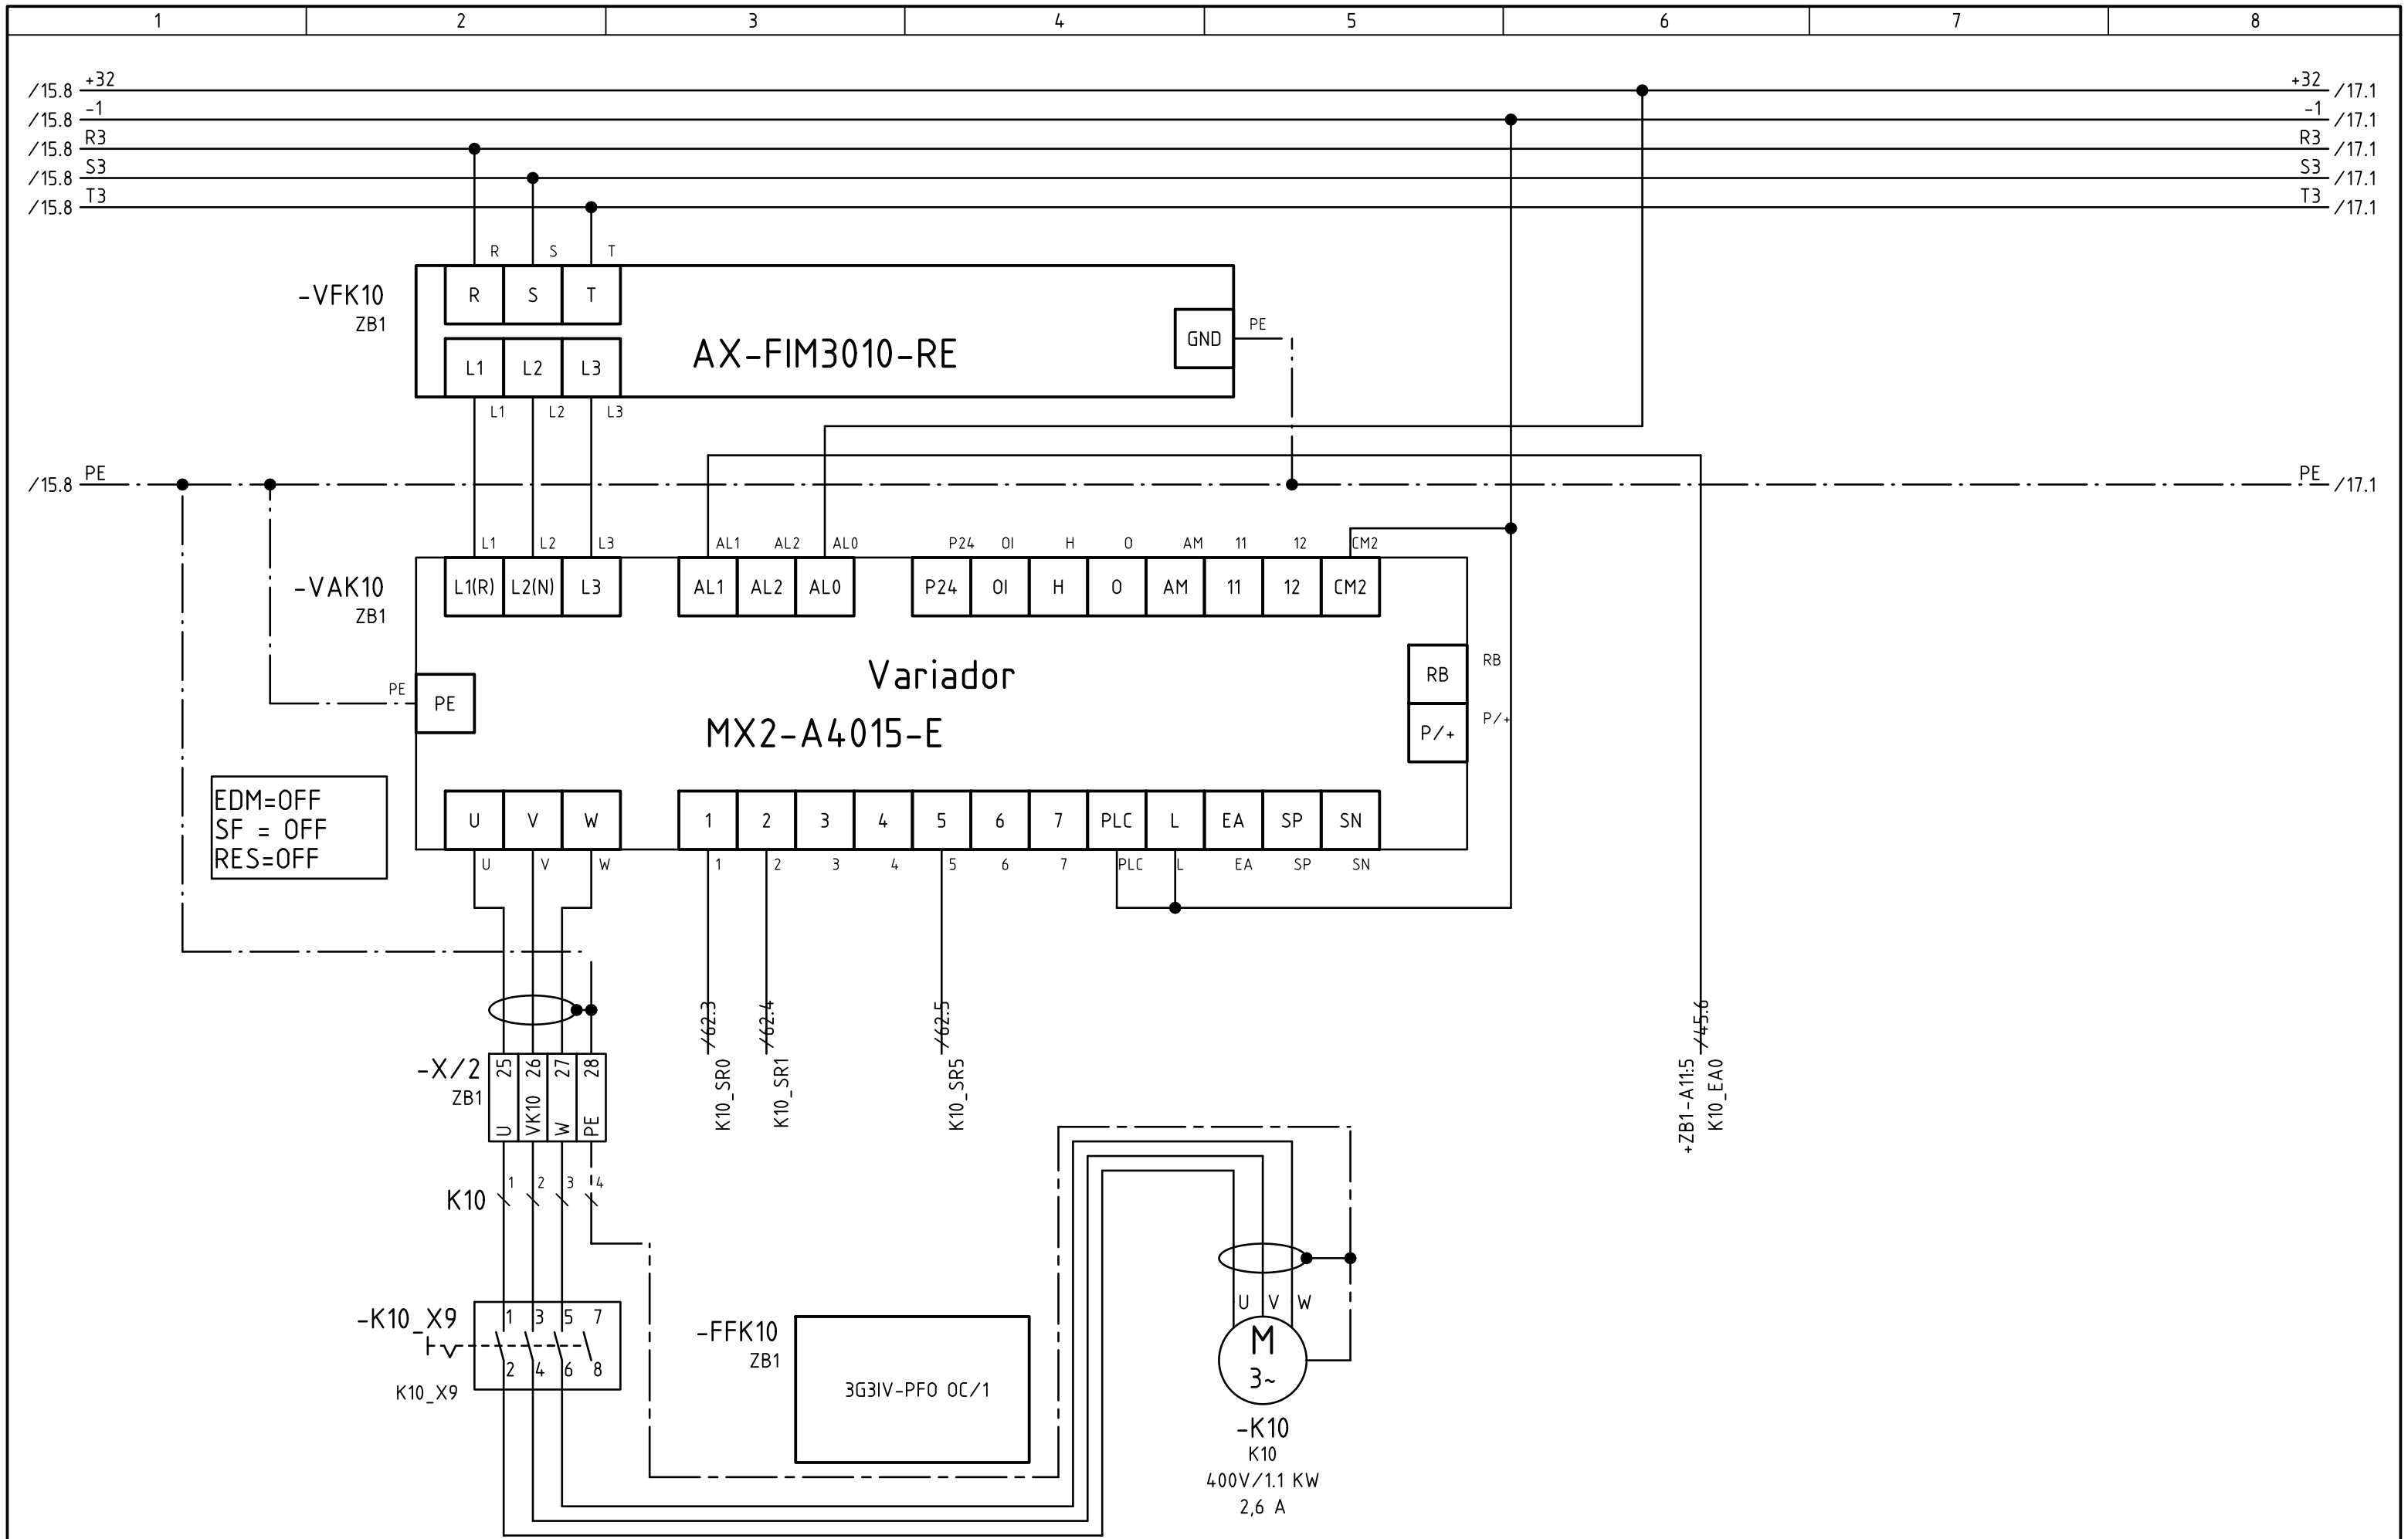 1 2 3 4 5 6 7 8
/15.8 +32 +32 /17.1
/15.8 -1 -1 /17.1
/15.8 R3 R3 /17.1
/15.8 S3 S3 /17.1
/15.8 T3 T3 /17.1
R S T
-VFK10
ZB1
R S T
AX-FIM3010-RE
GND
PE
L1 L2 L3
L1 L2 L3
/15.8 PE PE /17.1
L1 L2 L3 AL1 AL2 AL0 P24 OI H O AM 11 12 CM2
-VAK10
ZB1
L1(R) L2(N) L3 AL1 AL2 AL0 P24 OI H O AM 11 12 CM2
Variador
MX2-A4015-E
PE PE
RB RB
P/+ P/+
EDM=OFF
SF = OFF
RES=OFF
U V W 1 2 3 4 5 6 7 PLC L EA SP SN
U V W 1 2 3 4 5 6 7 PLC L EA SP SN
/62.3
K10_SR0
/62.4
K10_SR1
/62.5
K10_SR5
/45.6
+ZB1-A11:5
K10_EA0
-X/2
ZB1
25 26 27 28
U VK10 W PE
K10
1 2 3 4
-K10_X9
K10_X9
1 3 5 7
2 4 6 8
-FFK10
ZB1
3G3IV-PFO OC/1
U V W
M
3~
-K10
K10
400V/1.1 KW
2,6 A